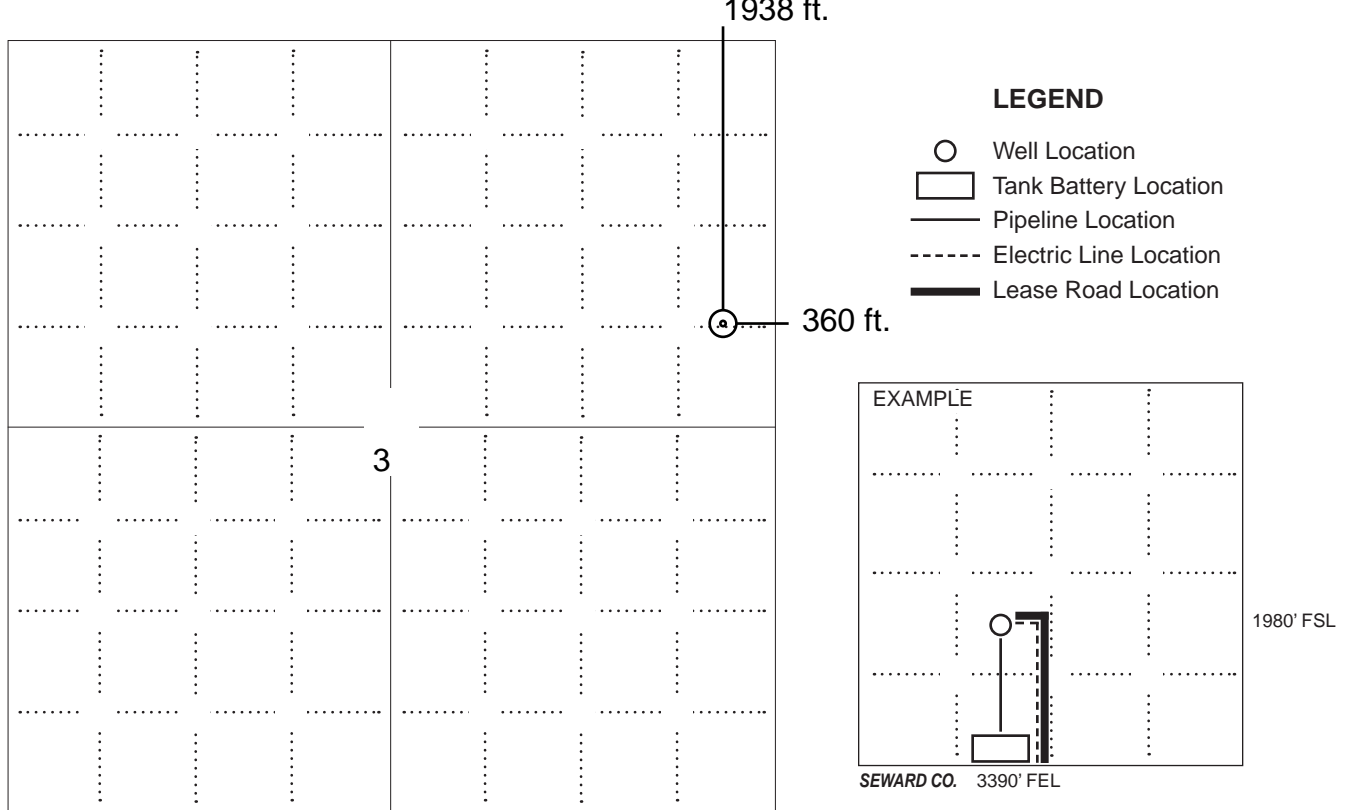 1938 ft.
LEGEND
Well Location
Tank Battery Location
Pipeline Location
Electric Line Location
Lease Road Location
360 ft.
EXAMPLE
3
1980' FSL
SEWARD CO. 3390' FEL